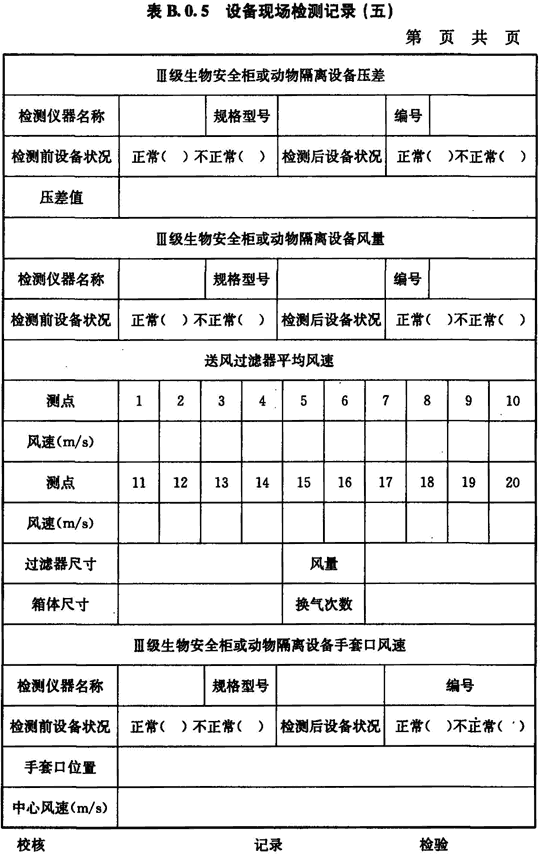 表 B.0.5 设备现场检测记录(五)
第 页 共 页
Ⅲ级生物安全柜或动物隔离设备压差
检测仪器名称 规格型号 编号
检测前设备状况 正常( )不正常( ) 检测后设备状况 正常( )不正常( )
压差值
Ⅲ级生物安全柜或动物隔离设备风量
检测仪器名称 规格型号 编号
检测前设备状况 正常( )不正常( ) 检测后设备状况 正常( )不正常( )
送风过滤器平均风速
测点 1 2 3 4 5 6 7 8 9 10
风速(m/s)
测点 11 12 13 14 15 16 17 18 19 20
风速(m/s)
过滤器尺寸 风量
箱体尺寸 换气次数
Ⅲ级生物安全柜或动物隔离设备手套口风速
检测仪器名称 规格型号 编号
检测前设备状况 正常( )不正常( ) 检测后设备状况 正常( )不正常( )
手套口位置
中心风速(m/s)
校核 记录 检验